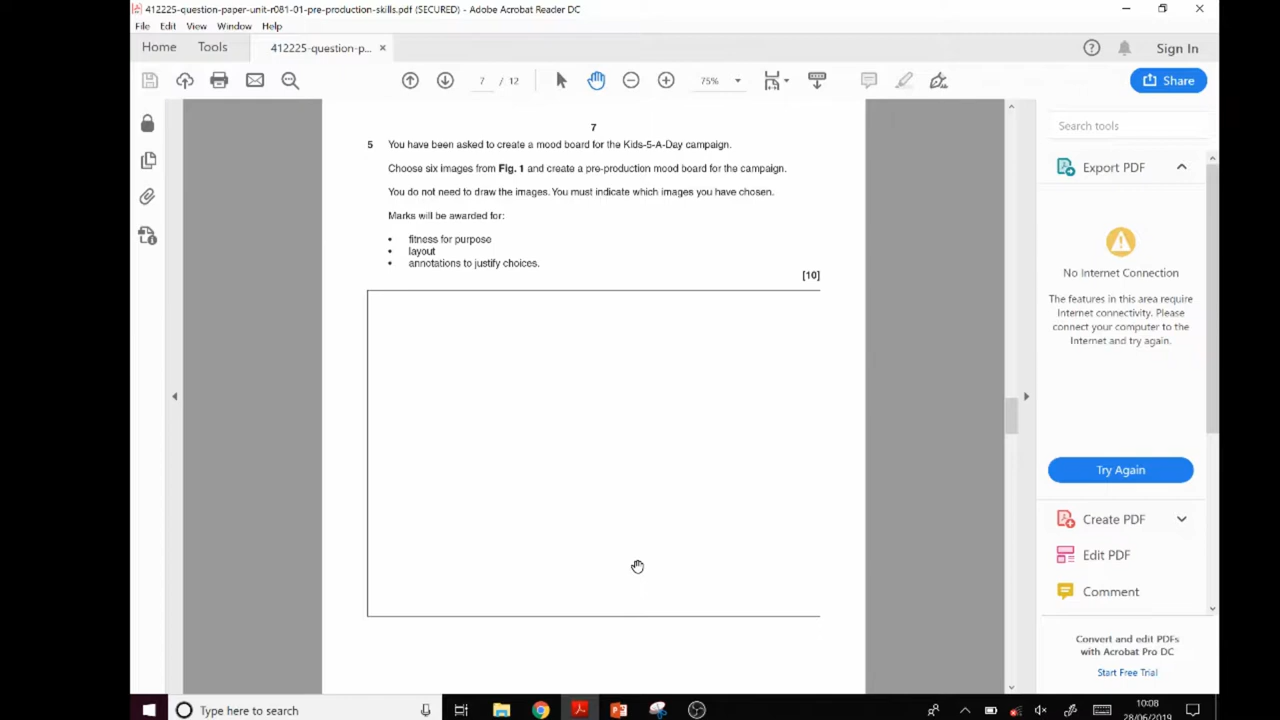 412225-question-paper-unit-r081-01-pre-production-skills.pdf (SECURED) - Adobe Acrobat Reader DC
File Edit View Window Help
Home Tools 412225-question-p... × Sign In
7 / 12 75% Share
7
5 You have been asked to create a mood board for the Kids-5-A-Day campaign.
Choose six images from Fig. 1 and create a pre-production mood board for the campaign.
You do not need to draw the images. You must indicate which images you have chosen.
Marks will be awarded for:
• fitness for purpose
• layout
• annotations to justify choices.
[10]
Search tools
Export PDF
No Internet Connection
The features in this area require
Internet connectivity. Please
connect your computer to the
Internet and try again.
Try Again
Create PDF
Edit PDF
Comment
Convert and edit PDFs
with Acrobat Pro DC
Start Free Trial
Type here to search
10:08
28/06/2019